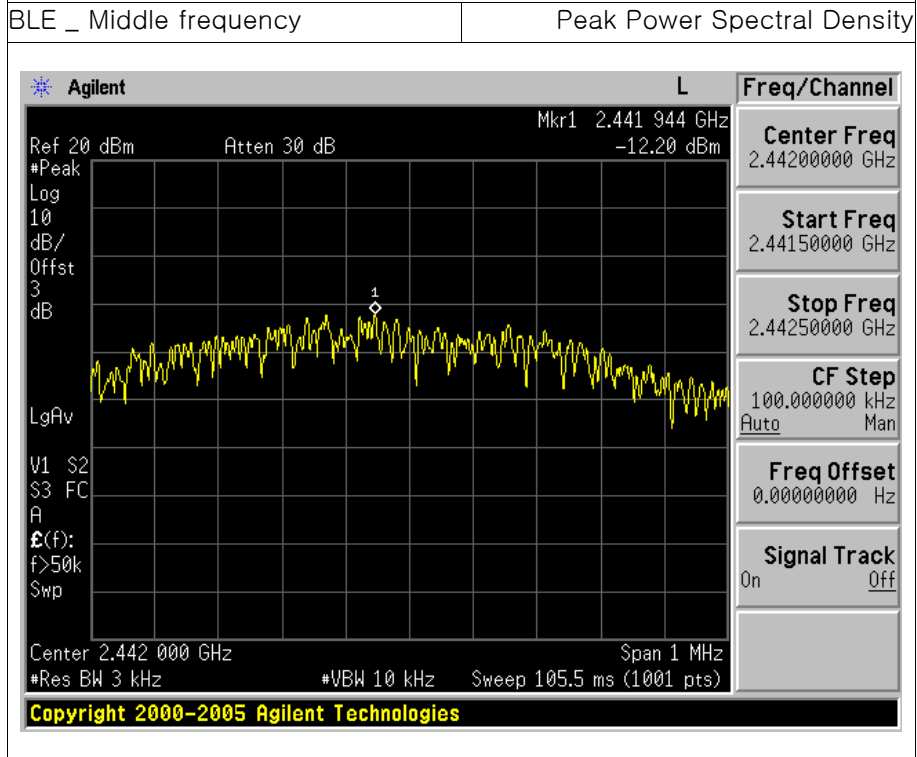 BLE _ Middle frequency
Peak Power Spectral Density
Agilent
L
Freq/Channel
Mkr1 2.441 944 GHz
Ref 20 dBm
Atten 30 dB
-12.20 dBm
#Peak
Log
10
dB/
Offst
3
dB
1
LgAv
V1 S2
S3 FC
A
£(f):
f>50k
Swp
Center 2.442 000 GHz
Span 1 MHz
#Res BW 3 kHz
#VBW 10 kHz
Sweep 105.5 ms (1001 pts)
Copyright 2000-2005 Agilent Technologies
Center Freq
2.44200000 GHz
Start Freq
2.44150000 GHz
Stop Freq
2.44250000 GHz
CF Step
100.000000 kHz
Auto Man
Freq Offset
0.00000000 Hz
Signal Track
On Off